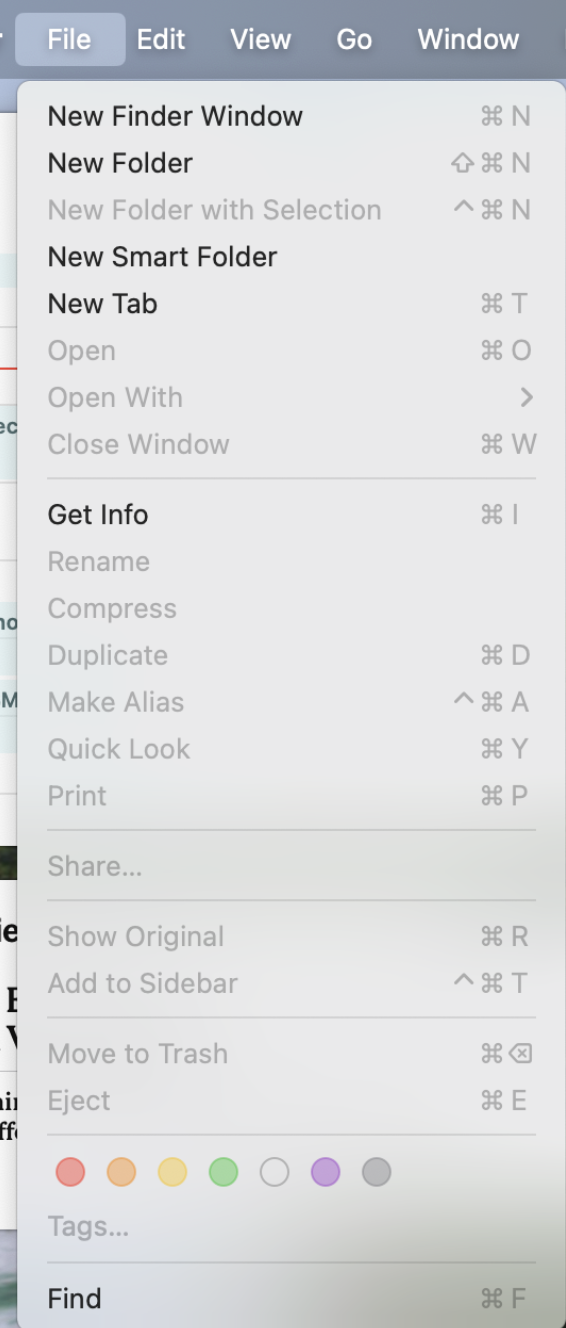 File Edit View Go Window
New Finder Window ⌘ N
New Folder ⇧ ⌘ N
New Folder with Selection ^ ⌘ N
New Smart Folder
New Tab ⌘ T
Open ⌘ O
Open With >
Close Window ⌘ W
Get Info ⌘ I
Rename
Compress
Duplicate ⌘ D
Make Alias ^ ⌘ A
Quick Look ⌘ Y
Print ⌘ P
Share...
Show Original ⌘ R
Add to Sidebar ^ ⌘ T
Move to Trash ⌘ ⌫
Eject ⌘ E
Tags...
Find ⌘ F